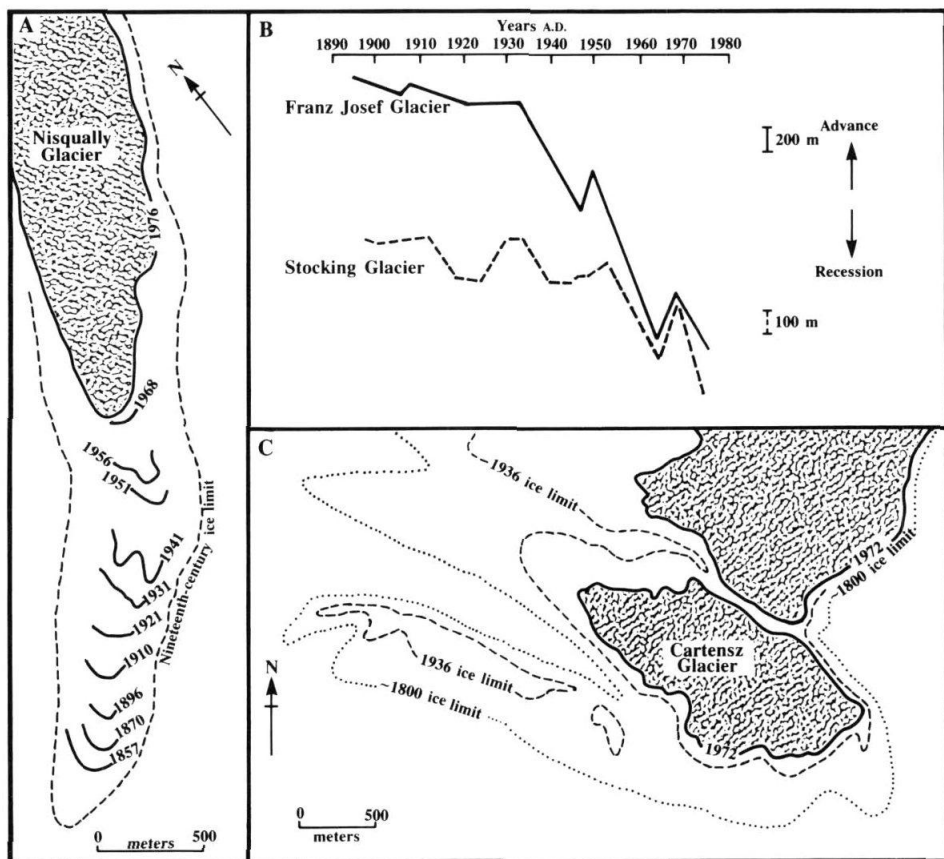 A
N
Nisqually
Glacier
1976
1968
1956
1951
1941
1931
1921
1910
1896
1870
1857
Nineteenth-century ice limit
0 500
meters
B
Years A.D.
1890 1900 1910 1920 1930 1940 1950 1960 1970 1980
Franz Josef Glacier
200 m
Advance
Stocking Glacier
Recession
100 m
C
1936 ice limit
1972
1800 ice limit
Cartensz
Glacier
N
1936 ice limit
1800 ice limit
1972
0 500
meters